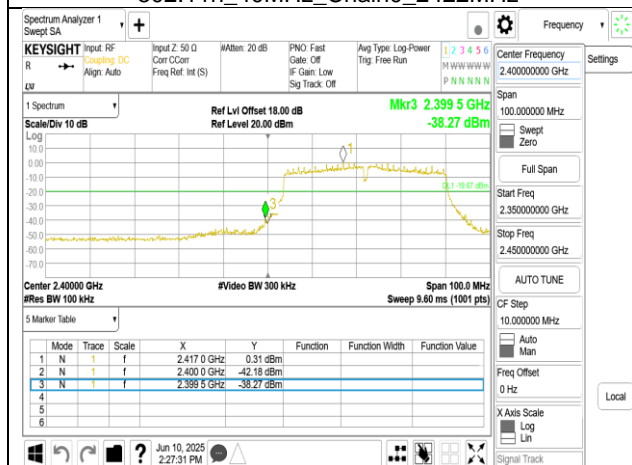 Spectrum Analyzer 1
Swept SA
+
Frequency
KEYSIGHT
Input: RF
Coupling: DC
Align: Auto
Input Z: 50 Ω
Corr CCorr
Freq Ref: Int (S)
#Atten: 20 dB
PNO: Fast
Gate: Off
IF Gain: Low
Sig Track: Off
Avg Type: Log-Power
Trig: Free Run
1 2 3 4 5 6
M W W W W W
P N N N N N
R
LXI
Center Frequency
2.400000000 GHz
Settings
Span
100.000000 MHz
Swept
Zero
Full Span
Start Freq
2.350000000 GHz
Stop Freq
2.450000000 GHz
AUTO TUNE
CF Step
10.000000 MHz
Auto
Man
Freq Offset
0 Hz
X Axis Scale
Log
Lin
Signal Track
Local
1 Spectrum
Scale/Div 10 dB
Ref Lvl Offset 18.00 dB
Ref Level 20.00 dBm
Mkr3 2.399 5 GHz
-38.27 dBm
Log
10.0
0.00
-10.0
-20.0
-30.0
-40.0
-50.0
-60.0
-70.0
1
3
DL1 -19.67 dBm
Center 2.40000 GHz
#Res BW 100 kHz
#Video BW 300 kHz
Span 100.0 MHz
Sweep 9.60 ms (1001 pts)
5 Marker Table
Mode Trace Scale X Y Function Function Width Function Value
1 N 1 f 2.417 0 GHz 0.31 dBm
2 N 1 f 2.400 0 GHz -42.18 dBm
3 N 1 f 2.399 5 GHz -38.27 dBm
4
5
6
?
Jun 10, 2025
2:27:31 PM